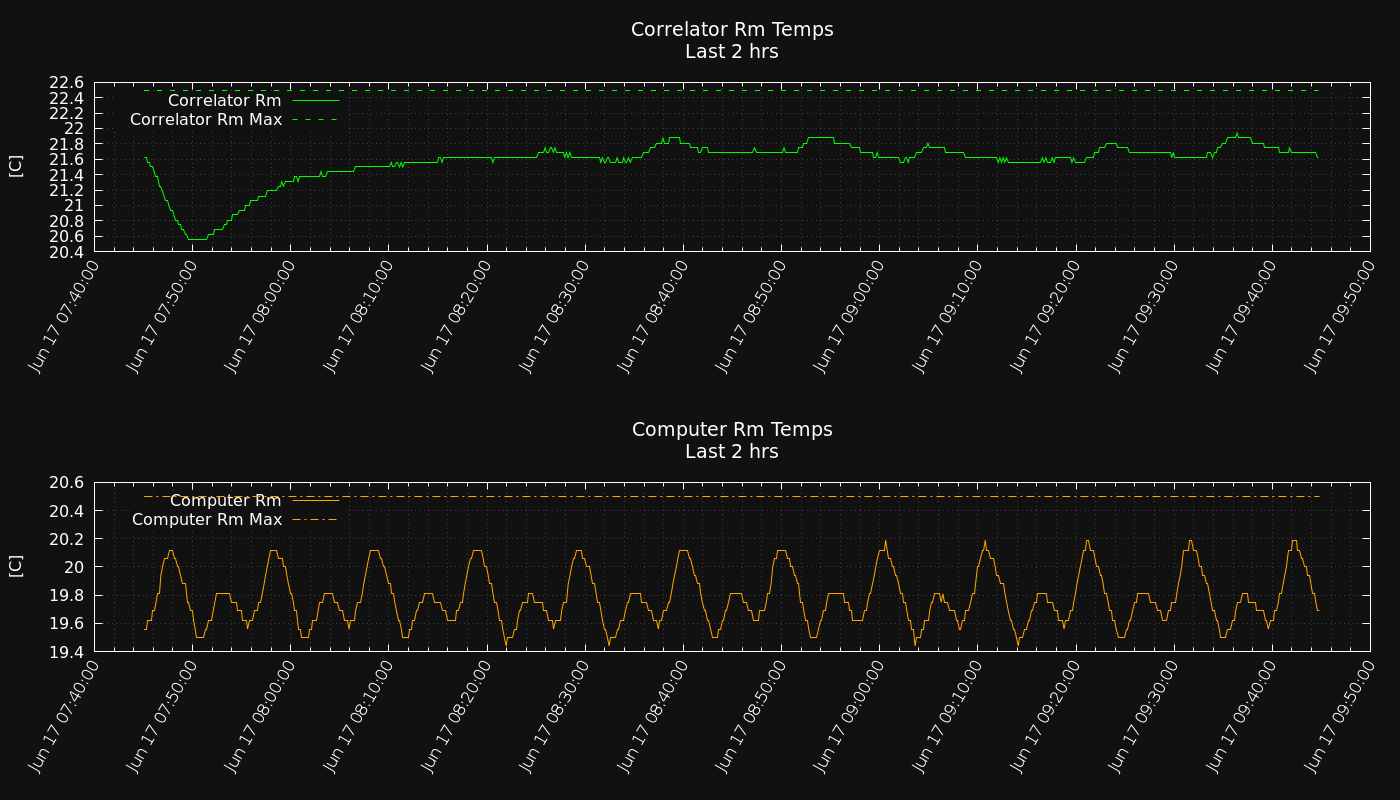 Correlator Rm Temps
Last 2 hrs
22.6
22.4
22.2
22
21.8
21.6
21.4
21.2
21
20.8
20.6
20.4
[C]
Correlator Rm
Correlator Rm Max
Jun 17 07:40:00
Jun 17 07:50:00
Jun 17 08:00:00
Jun 17 08:10:00
Jun 17 08:20:00
Jun 17 08:30:00
Jun 17 08:40:00
Jun 17 08:50:00
Jun 17 09:00:00
Jun 17 09:10:00
Jun 17 09:20:00
Jun 17 09:30:00
Jun 17 09:40:00
Jun 17 09:50:00
Computer Rm Temps
Last 2 hrs
20.6
20.4
20.2
20
19.8
19.6
19.4
[C]
Computer Rm
Computer Rm Max
Jun 17 07:40:00
Jun 17 07:50:00
Jun 17 08:00:00
Jun 17 08:10:00
Jun 17 08:20:00
Jun 17 08:30:00
Jun 17 08:40:00
Jun 17 08:50:00
Jun 17 09:00:00
Jun 17 09:10:00
Jun 17 09:20:00
Jun 17 09:30:00
Jun 17 09:40:00
Jun 17 09:50:00